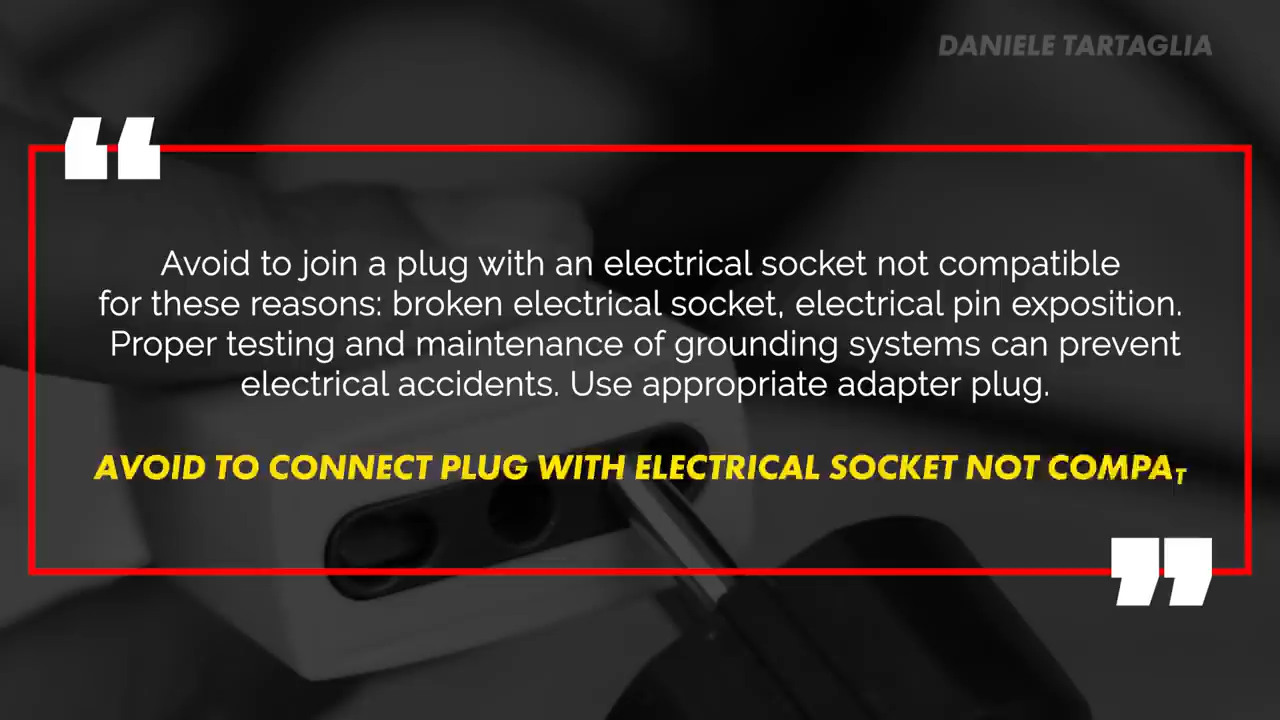 DANIELE TARTAGLIA
“
Avoid to join a plug with an electrical socket not compatible
for these reasons: broken electrical socket, electrical pin exposition.
Proper testing and maintenance of grounding systems can prevent
electrical accidents. Use appropriate adapter plug.
AVOID TO CONNECT PLUG WITH ELECTRICAL SOCKET NOT COMPAT
”